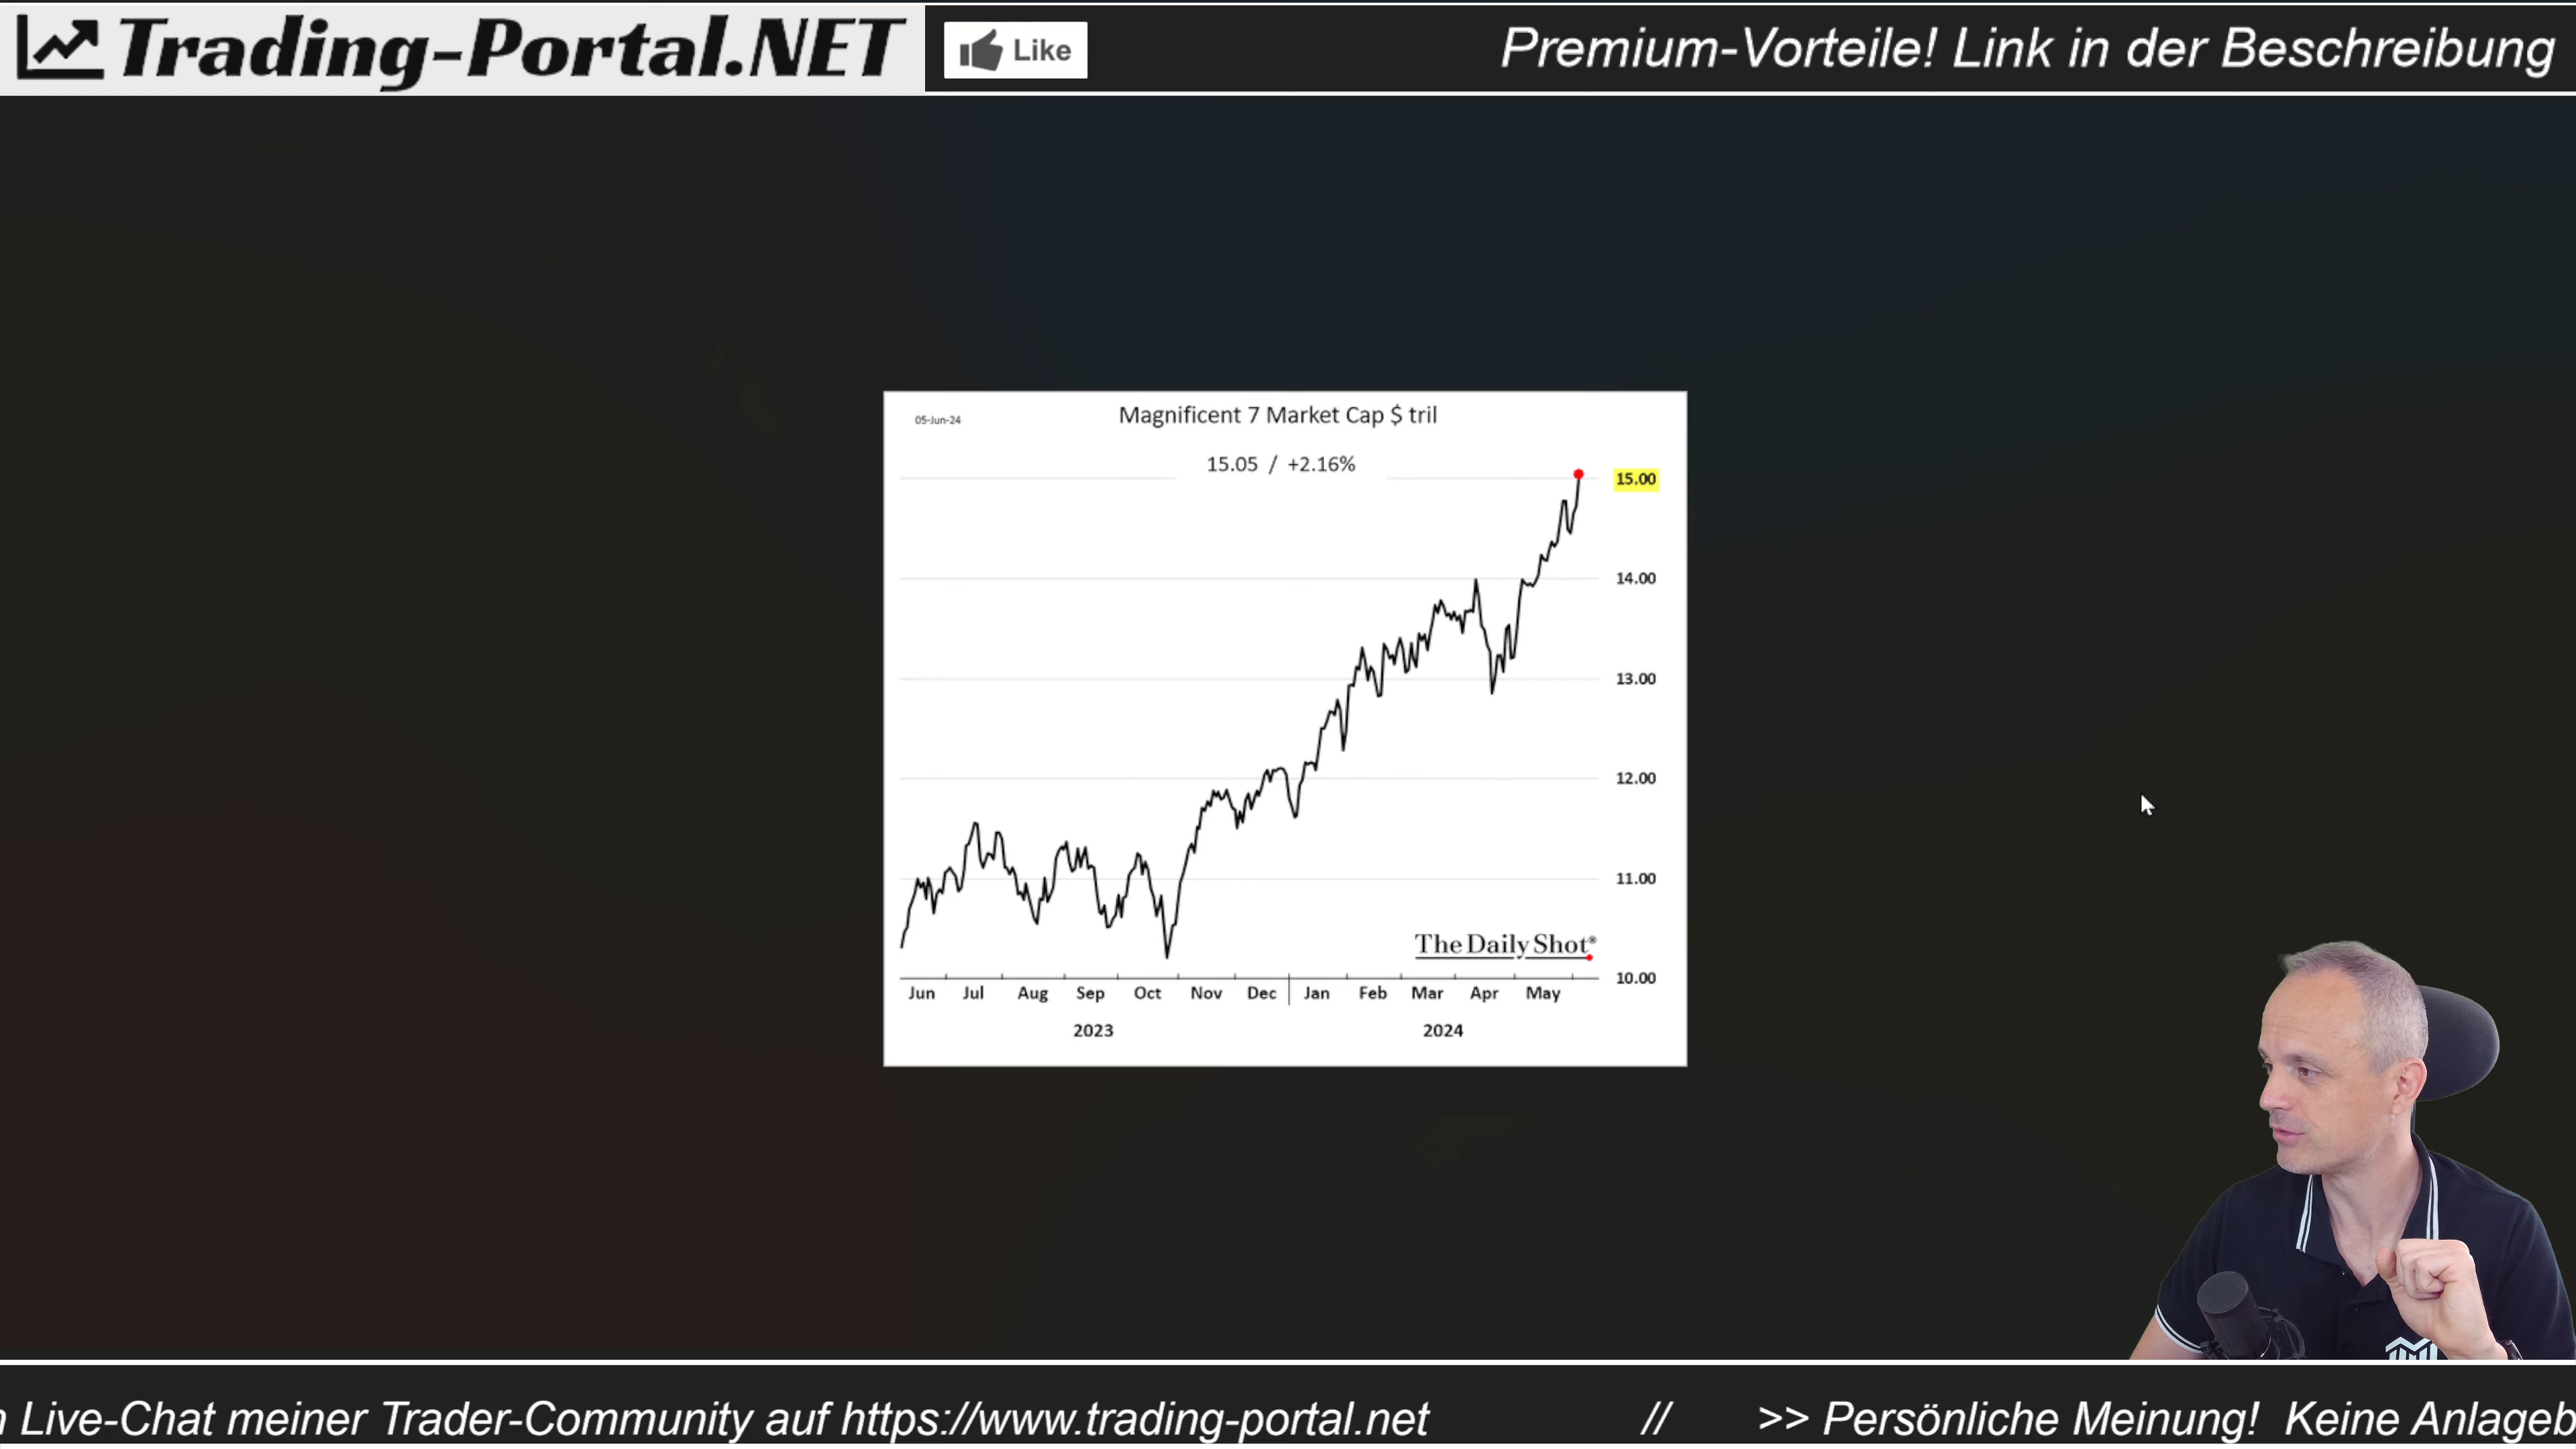 Trading-Portal.NET
Like
Premium-Vorteile! Link in der Beschreibung
05-Jun-24
Magnificent 7 Market Cap $ tril
15.05 / +2.16%
15.00
14.00
13.00
12.00
11.00
10.00
The Daily Shot®
Jun Jul Aug Sep Oct Nov Dec Jan Feb Mar Apr May
2023 2024
Live-Chat meiner Trader-Community auf https://www.trading-portal.net // >> Persönliche Meinung! Keine